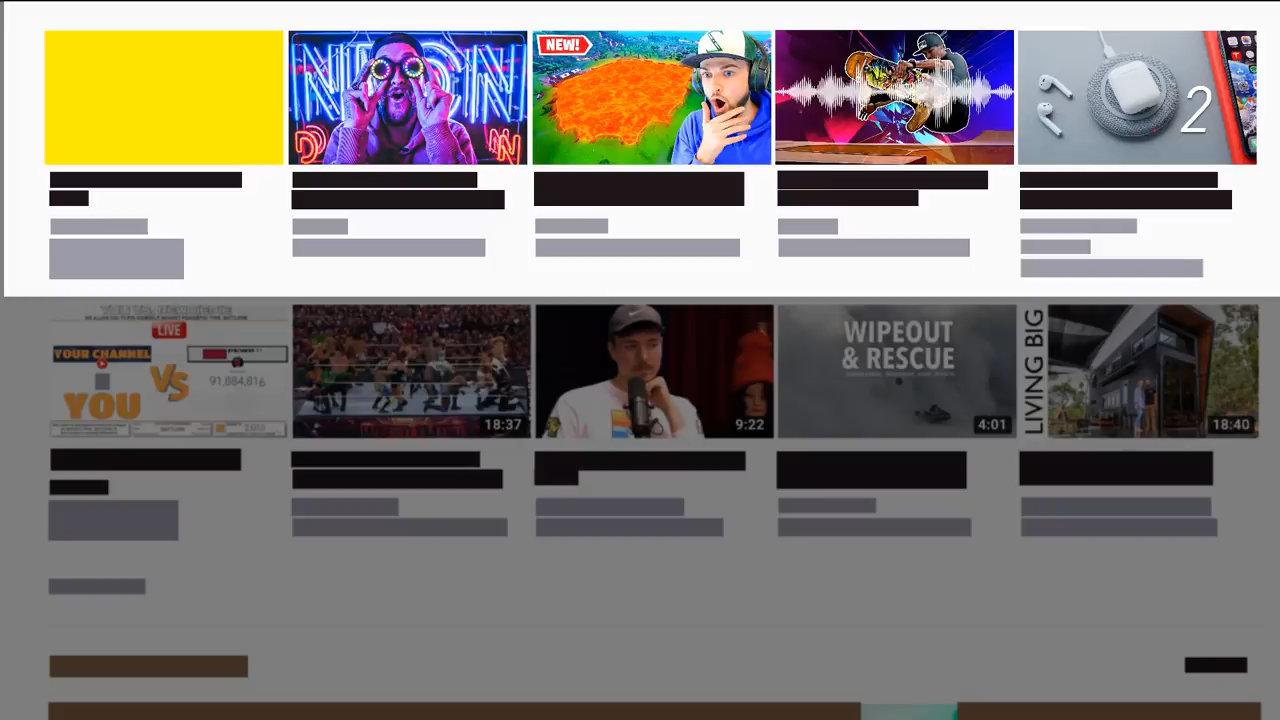 NEON
NEW!
2
LIVE
YOUR CHANNEL
VS
91,884,816
YOU
18:37
9:22
WIPEOUT
& RESCUE
4:01
LIVING BIG
18:40